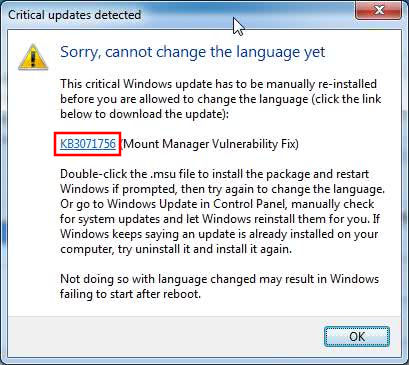 Critical updates detected
Sorry, cannot change the language yet
This critical Windows update has to be manually re-installed
before you are allowed to change the language (click the link
below to download the update):
KB3071756 (Mount Manager Vulnerability Fix)
Double-click the .msu file to install the package and restart
Windows if prompted, then try again to change the language.
Or go to Windows Update in Control Panel, manually check
for system updates and let Windows reinstall them for you. If
Windows keeps saying an update is already installed on your
computer, try uninstall it and install it again.
Not doing so with language changed may result in Windows
failing to start after reboot.
OK